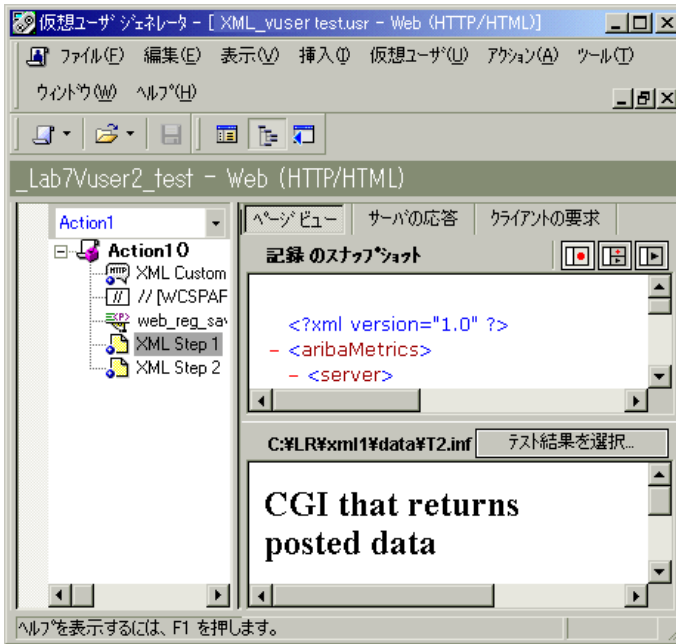 仮想ユーザ ジェネレータ - [ XML_vuser test.usr - Web (HTTP/HTML)]
ファイル(F) 編集(E) 表示(V) 挿入(I) 仮想ユーザ(U) アクション(A) ツール(T)
ウィンドウ(W) ヘルプ(H)
_Lab7Vuser2_test - Web (HTTP/HTML)
Action1
ページ ビュー サーバの応答 クライアントの要求
Action1()
記録 のスナップショット
XML Custom
// [WCSPAF
web_reg_sav
XML Step 1
XML Step 2
<?xml version="1.0" ?>
- <aribaMetrics>
- <server>
C:¥LR¥xml1¥data¥T2.inf テスト結果を選択...
CGI that returns
posted data
ヘルプを表示するには、F1 を押します。